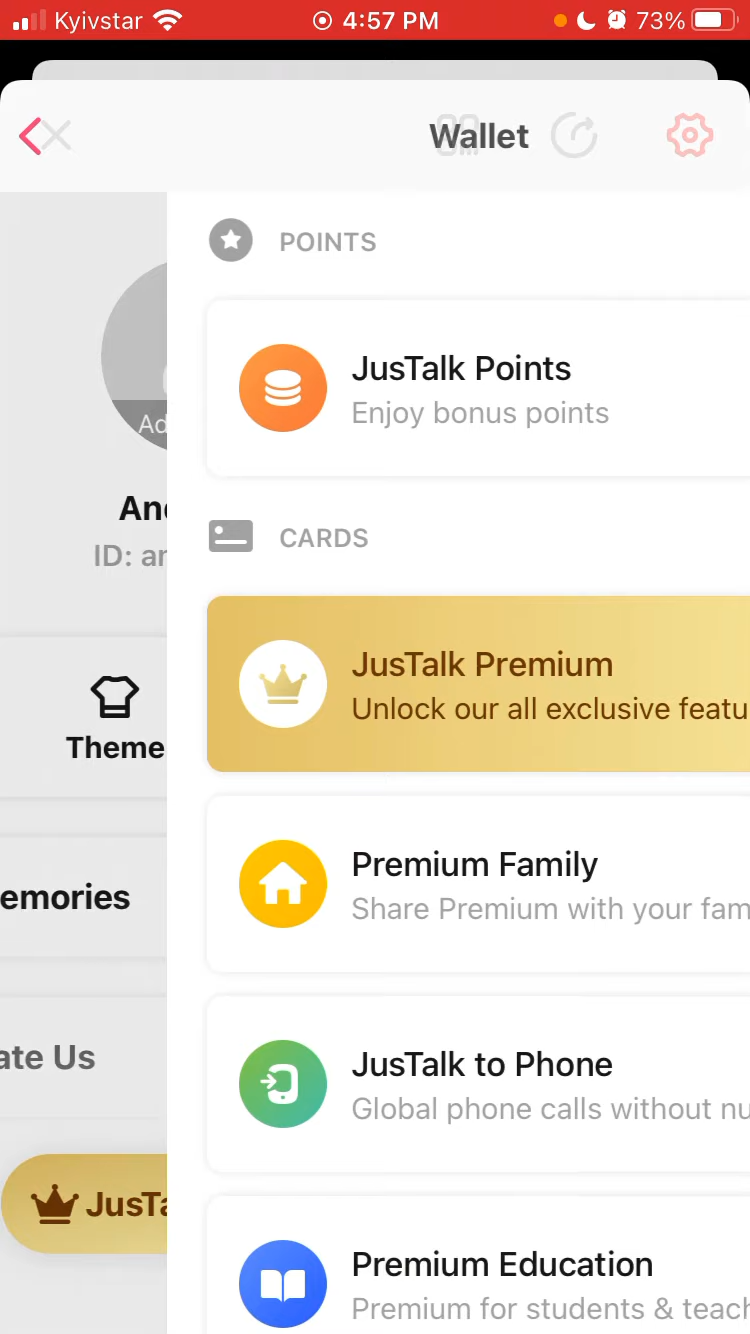 Kyivstar 4:57 PM 73%
Wallet
POINTS
JusTalk Points
Enjoy bonus points
Ad
An
ID: ar
CARDS
JusTalk Premium
Unlock our all exclusive featu
Theme
Premium Family
Share Premium with your fam
emories
JusTalk to Phone
Global phone calls without nu
ate Us
JusTa
Premium Education
Premium for students & teach